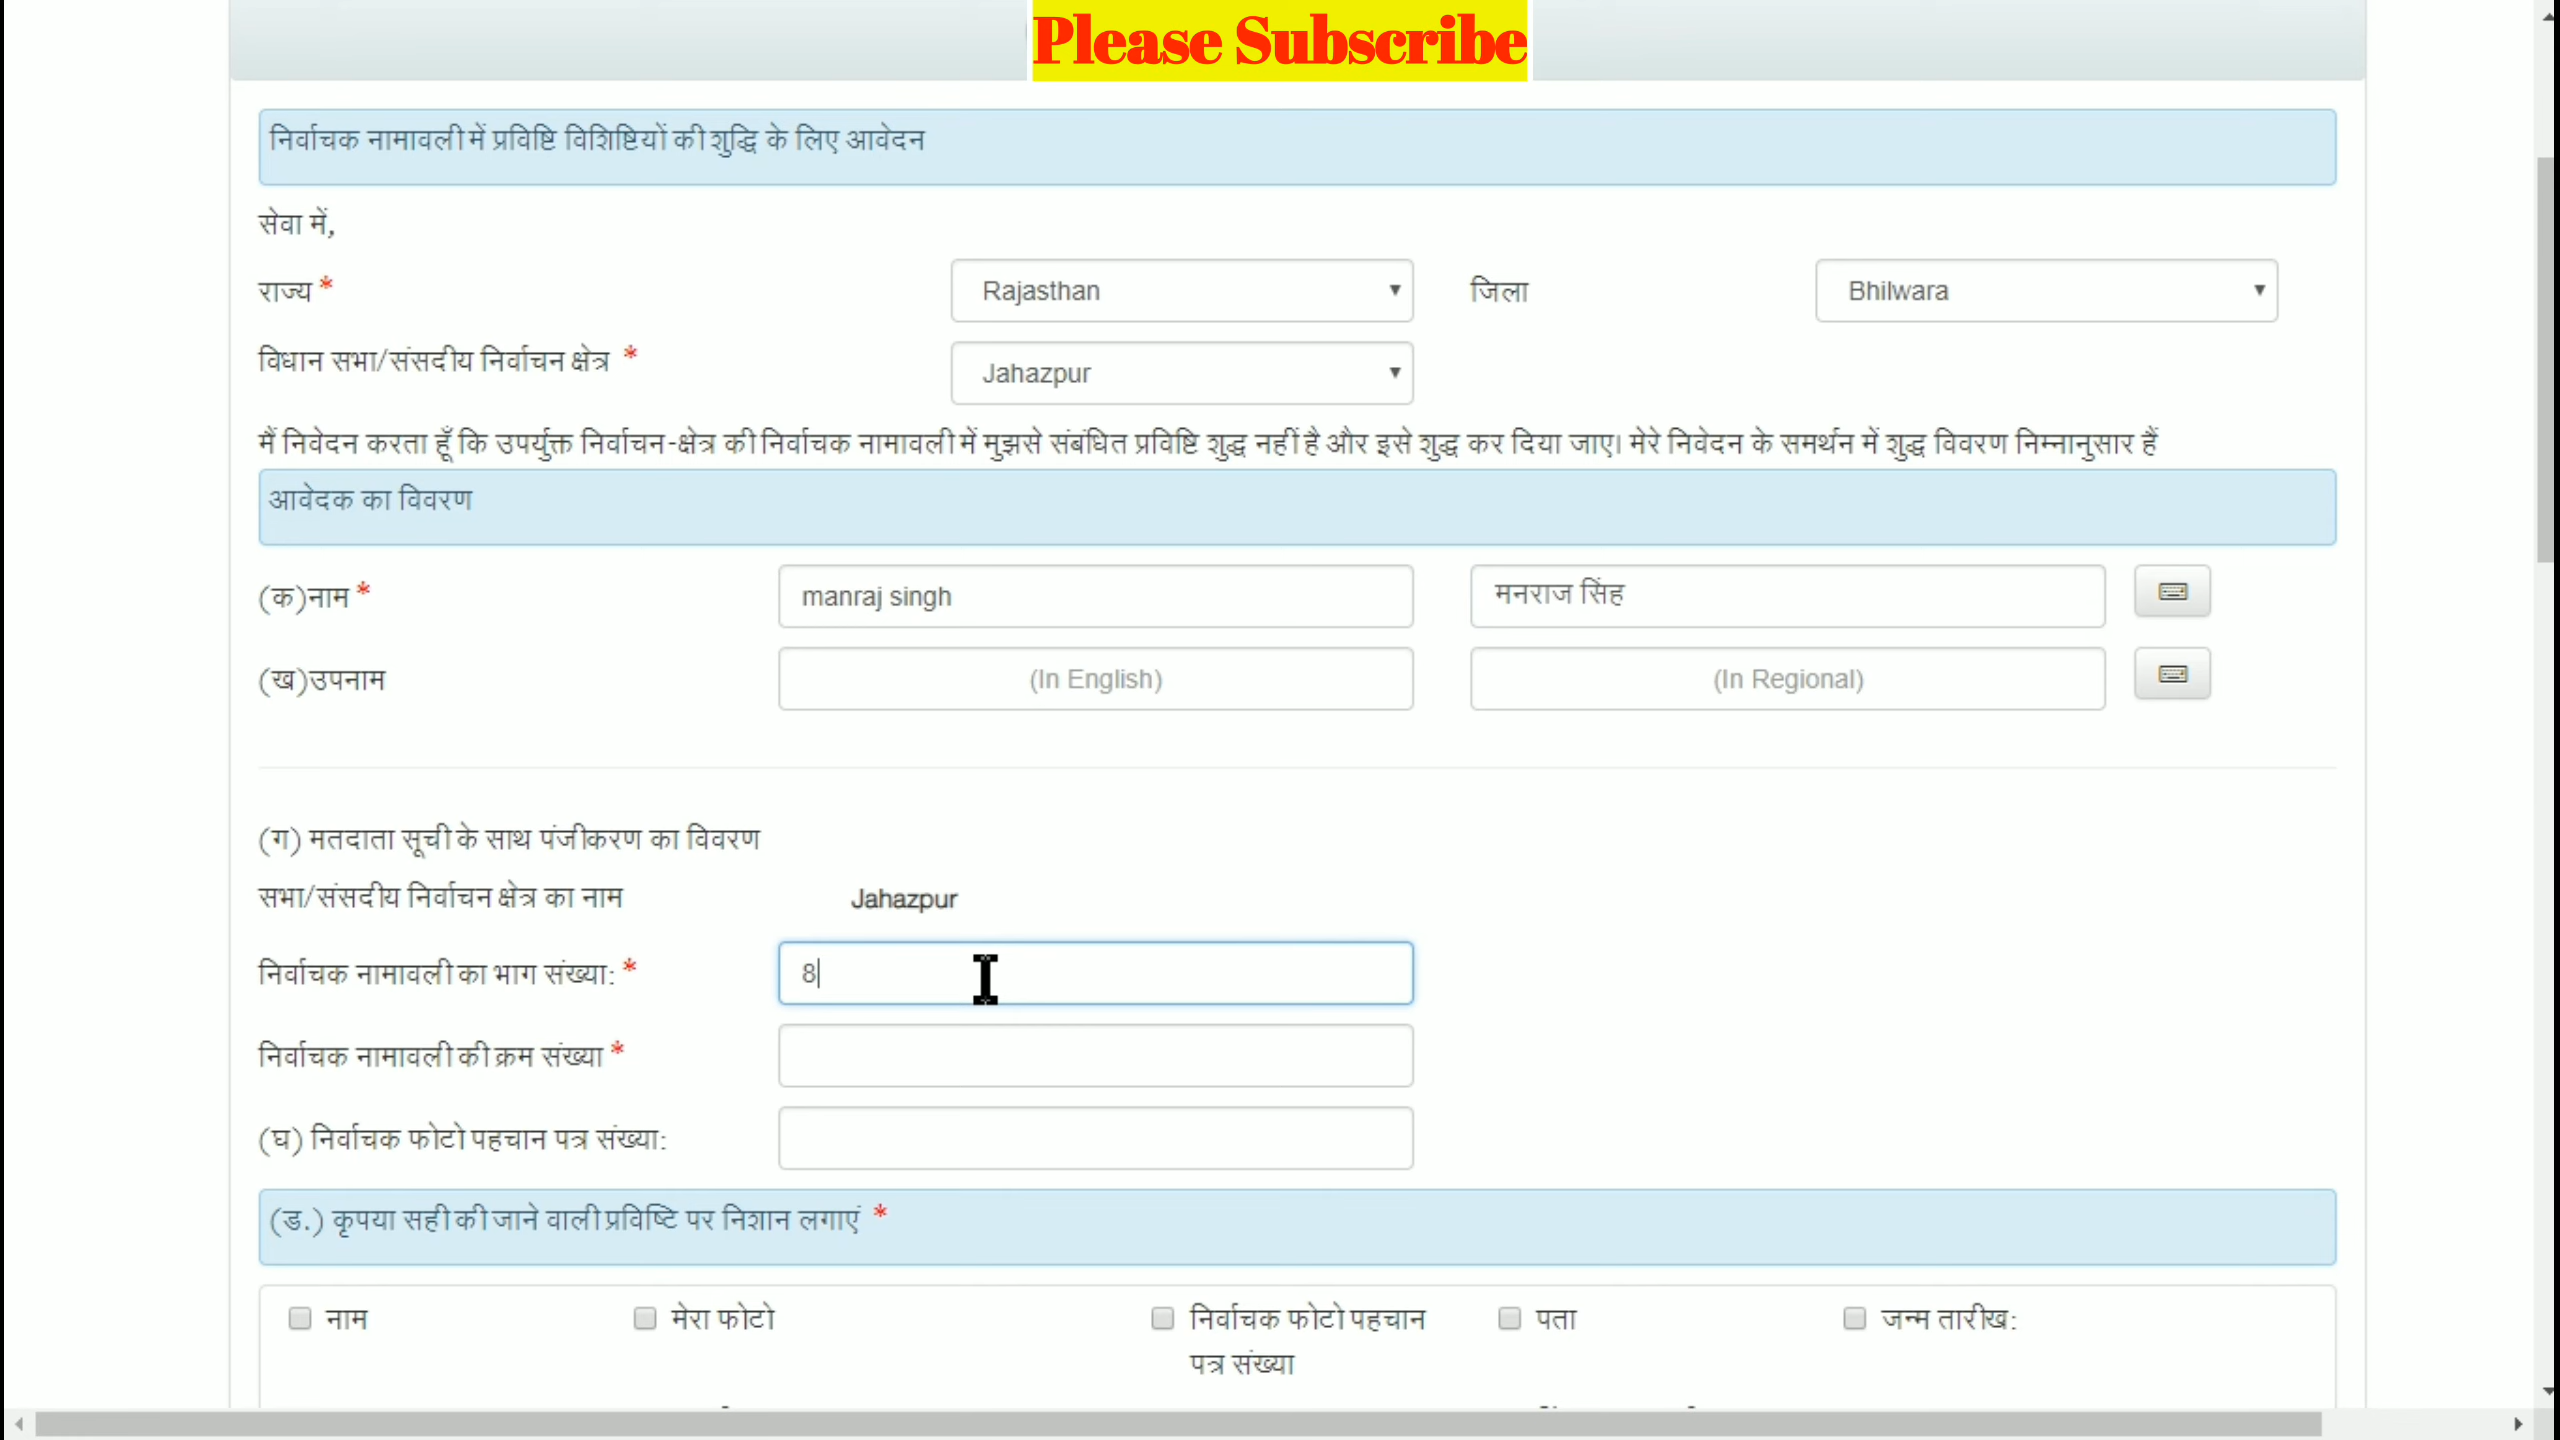 Please Subscribe
निर्वाचक नामावली में प्रविष्टि विशिष्टियों की शुद्धि के लिए आवेदन
सेवा में,
राज्य * Rajasthan जिला Bhilwara
विधान सभा/संसदीय निर्वाचन क्षेत्र * Jahazpur
मैं निवेदन करता हूँ कि उपर्युक्त निर्वाचन-क्षेत्र की निर्वाचक नामावली में मुझसे संबंधित प्रविष्टि शुद्ध नहीं है और इसे शुद्ध कर दिया जाए। मेरे निवेदन के समर्थन में शुद्ध विवरण निम्नानुसार हैं
आवेदक का विवरण
(क)नाम * manraj singh मनराज सिंह
(ख)उपनाम (In English) (In Regional)
(ग) मतदाता सूची के साथ पंजीकरण का विवरण
सभा/संसदीय निर्वाचन क्षेत्र का नाम Jahazpur
निर्वाचक नामावली का भाग संख्या: * 8
निर्वाचक नामावली की क्रम संख्या *
(घ) निर्वाचक फोटो पहचान पत्र संख्या:
(ड.) कृपया सही की जाने वाली प्रविष्टि पर निशान लगाएं *
नाम मेरा फोटो निर्वाचक फोटो पहचान पता जन्म तारीख:
पत्र संख्या